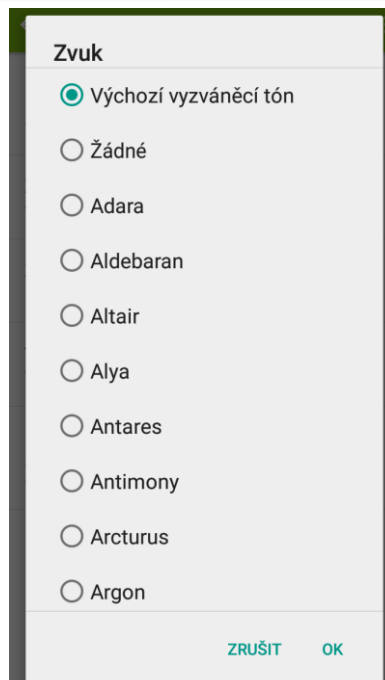 Zvuk
Výchozí vyzváněcí tón
Žádné
Adara
Aldebaran
Altair
Alya
Antares
Antimony
Arcturus
Argon
ZRUŠIT OK